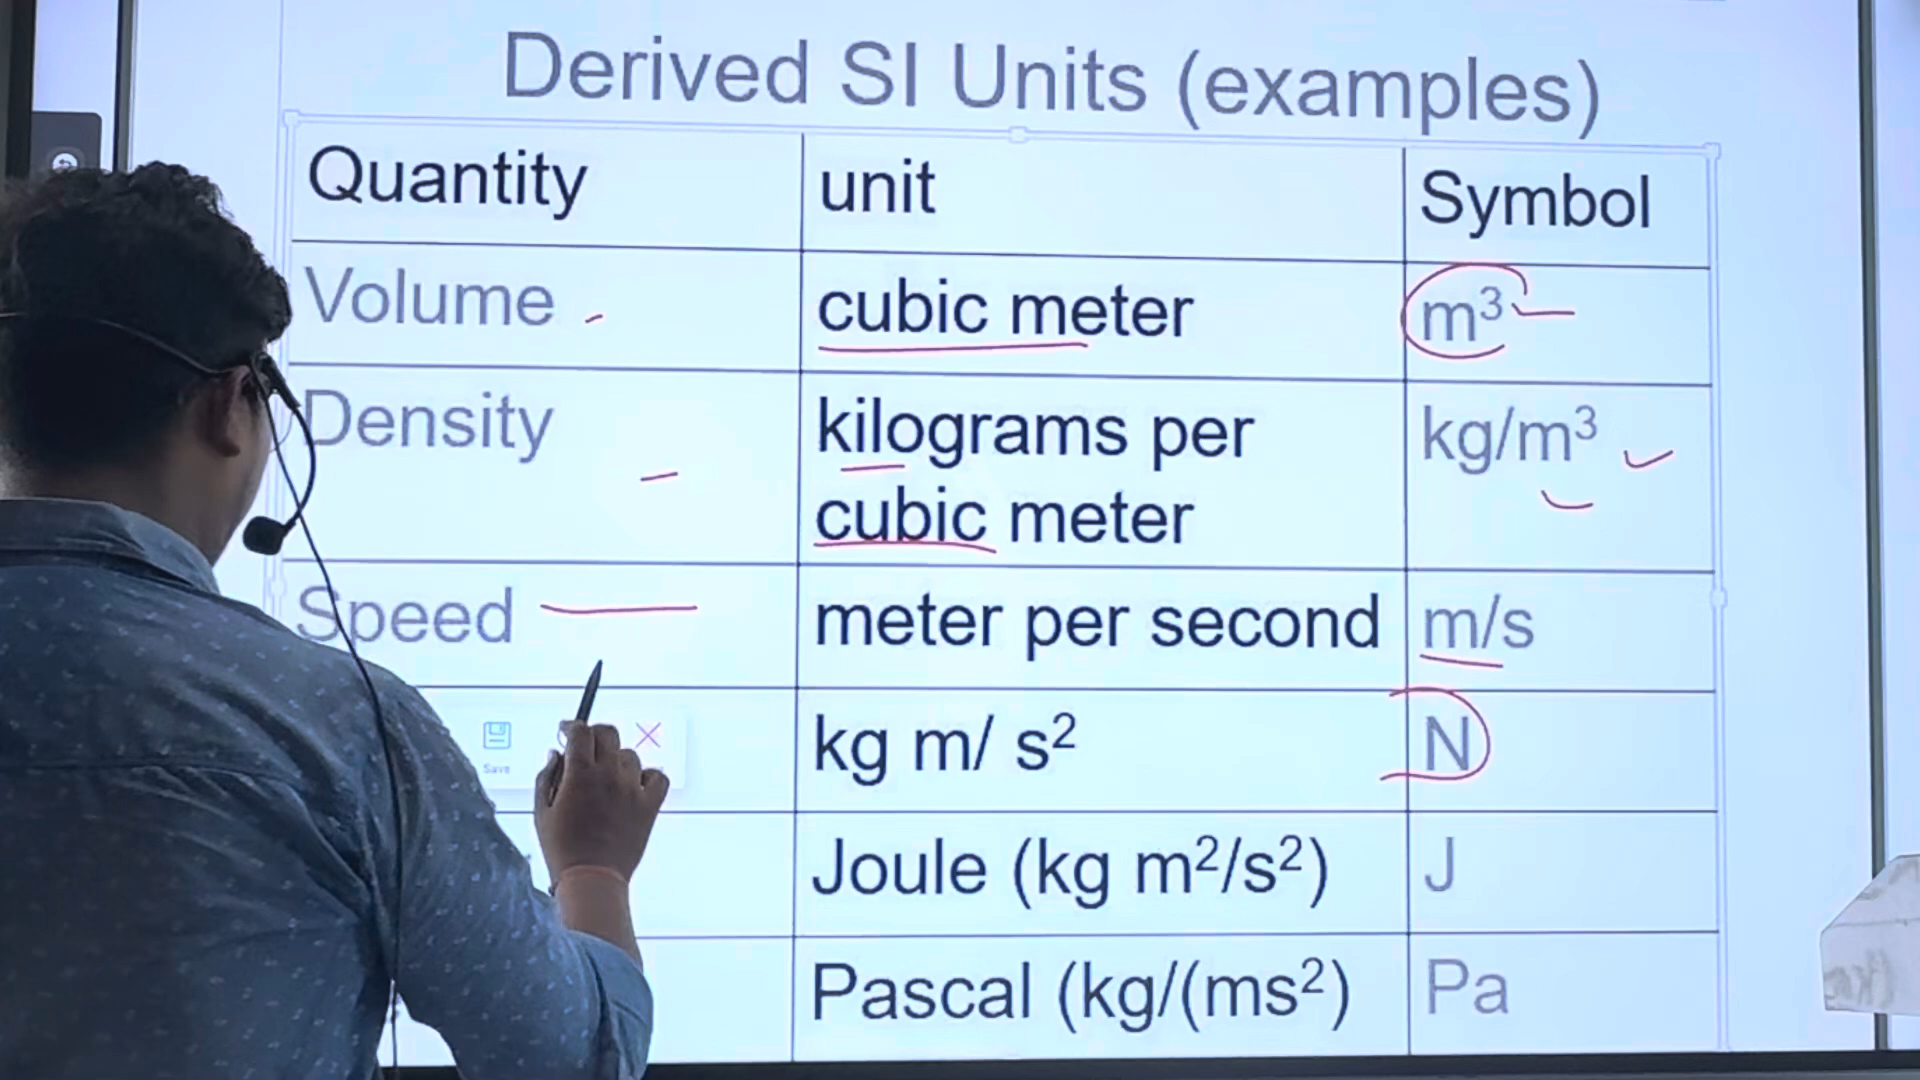 Derived SI Units (examples)
Quantity unit Symbol
Volume cubic meter m³
Density kilograms per kg/m³
cubic meter
Speed meter per second m/s
Save
kg m/ s² N
Joule (kg m²/s²) J
Pascal (kg/(ms²) Pa